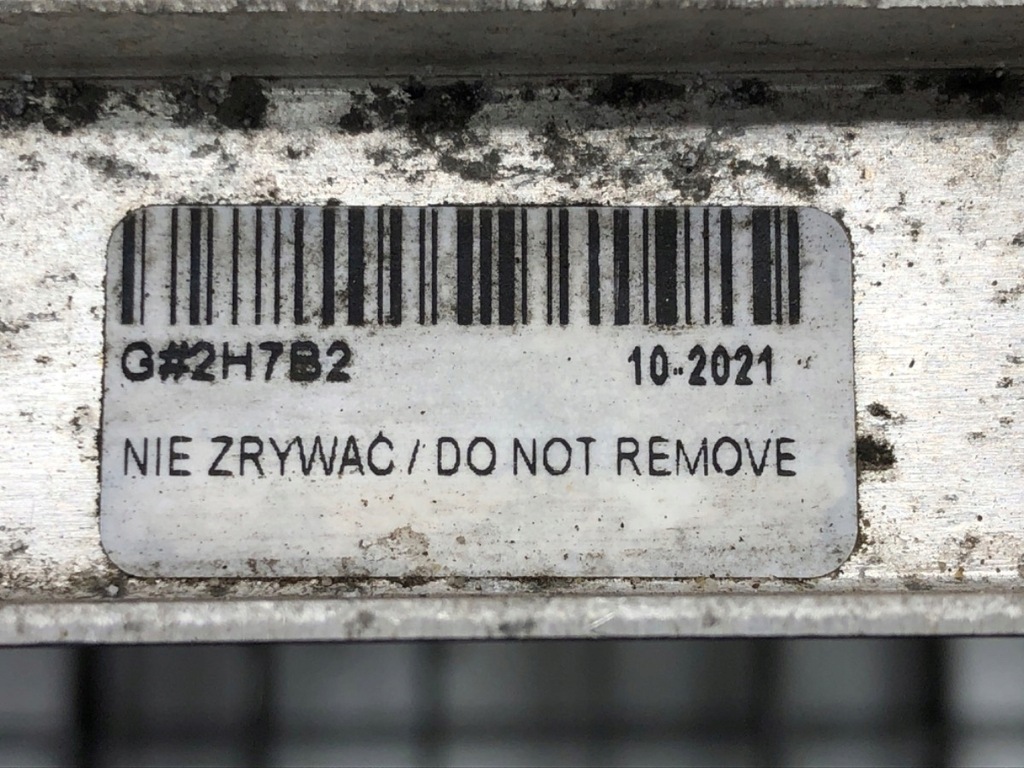 G#2H7B2 10-2021
NIE ZRYWAĆ / DO NOT REMOVE